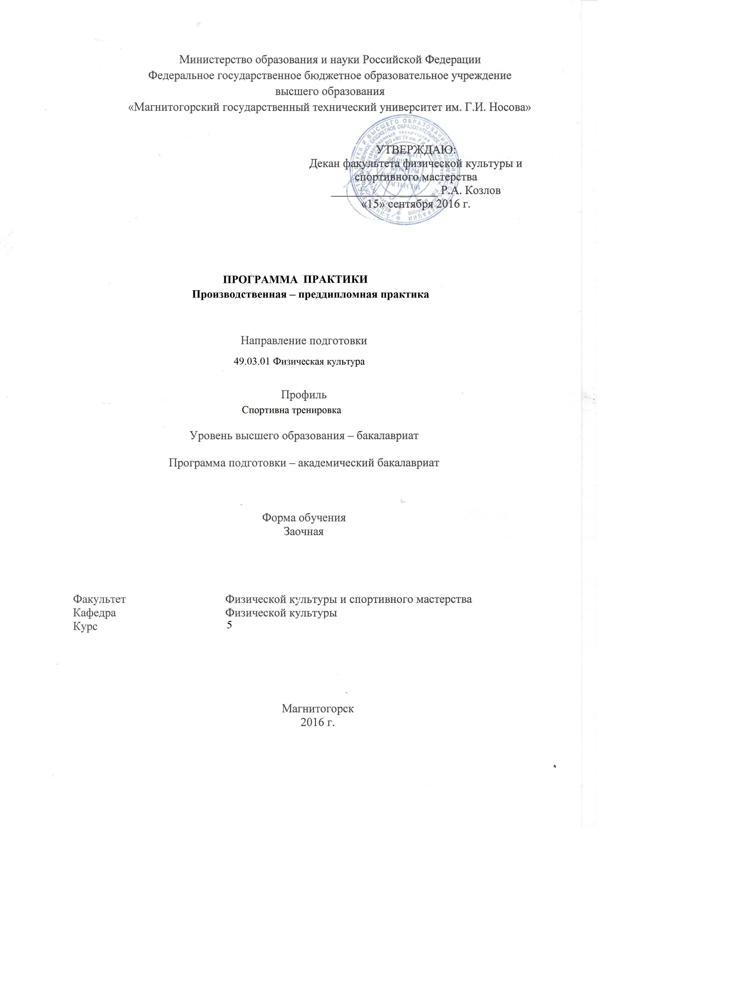 Министерство образования и науки Российской Федерации
Федеральное государственное бюджетное образовательное учреждение
высшего образования
«Магнитогорский государственный технический университет им. Г.И. Носова»
УТВЕРЖДАЮ:
Декан факультета физической культуры и
спортивного мастерства
Р.А. Козлов
«15» сентября 2016 г.
ПРОГРАММА ПРАКТИКИ
Производственная – преддипломная практика
Направление подготовки
49.03.01 Физическая культура
Профиль
Спортивна тренировка
Уровень высшего образования – бакалавриат
Программа подготовки – академический бакалавриат
Форма обучения
Заочная
Факультет Физической культуры и спортивного мастерства
Кафедра Физической культуры
Курс 5
Магнитогорск
2016 г.